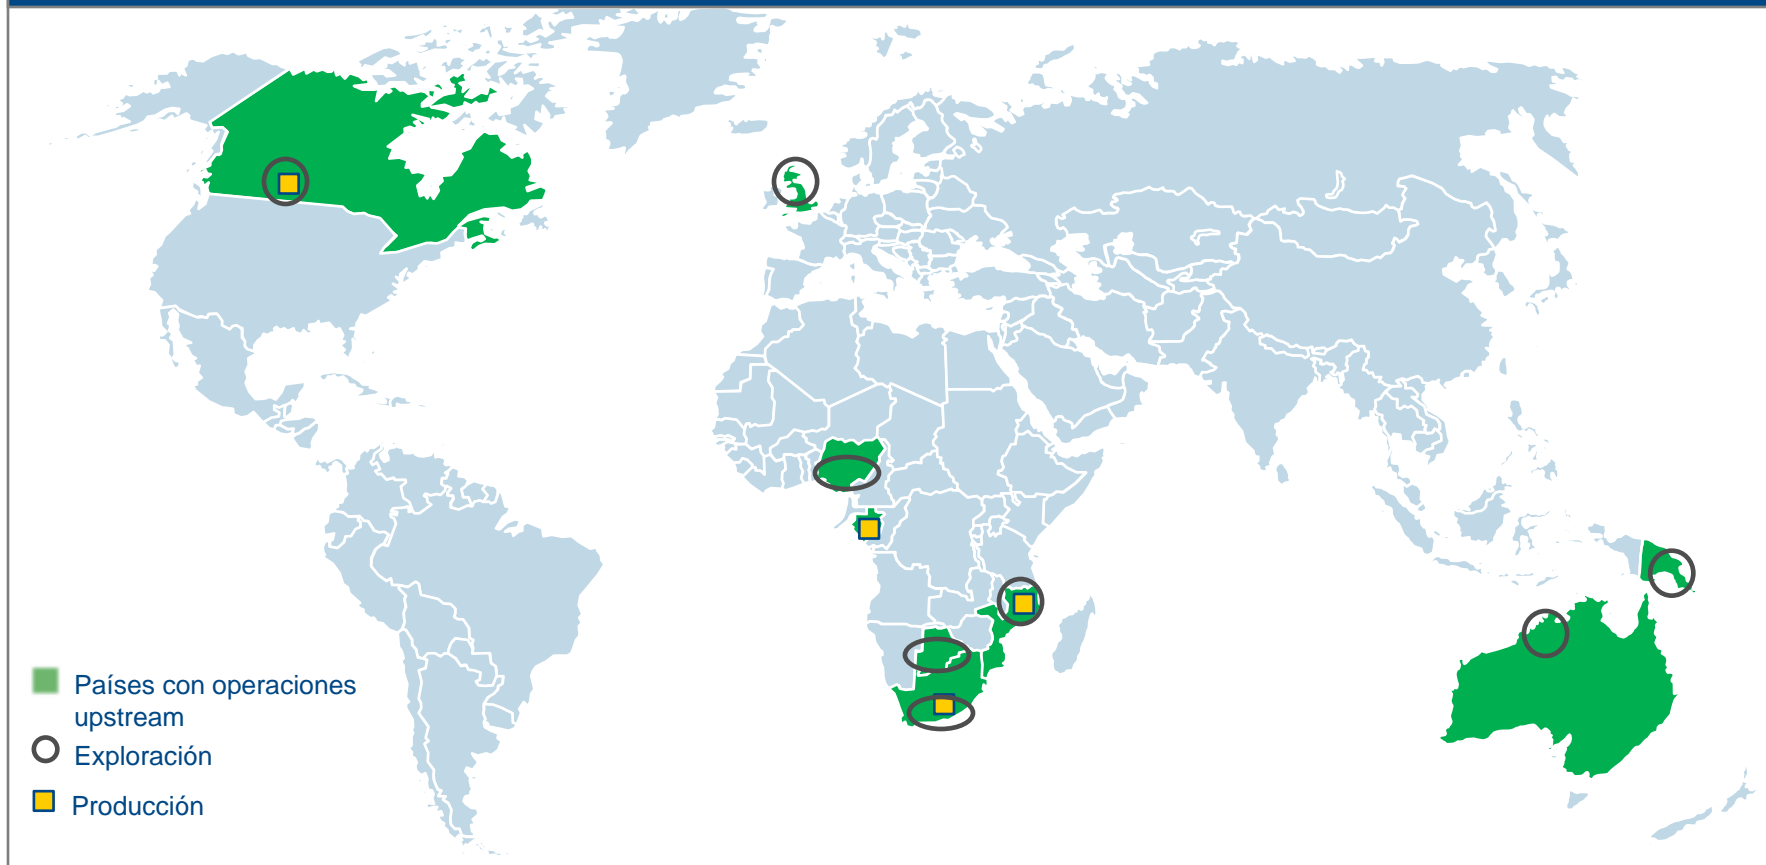 Países con operaciones
upstream
Exploración
Producción